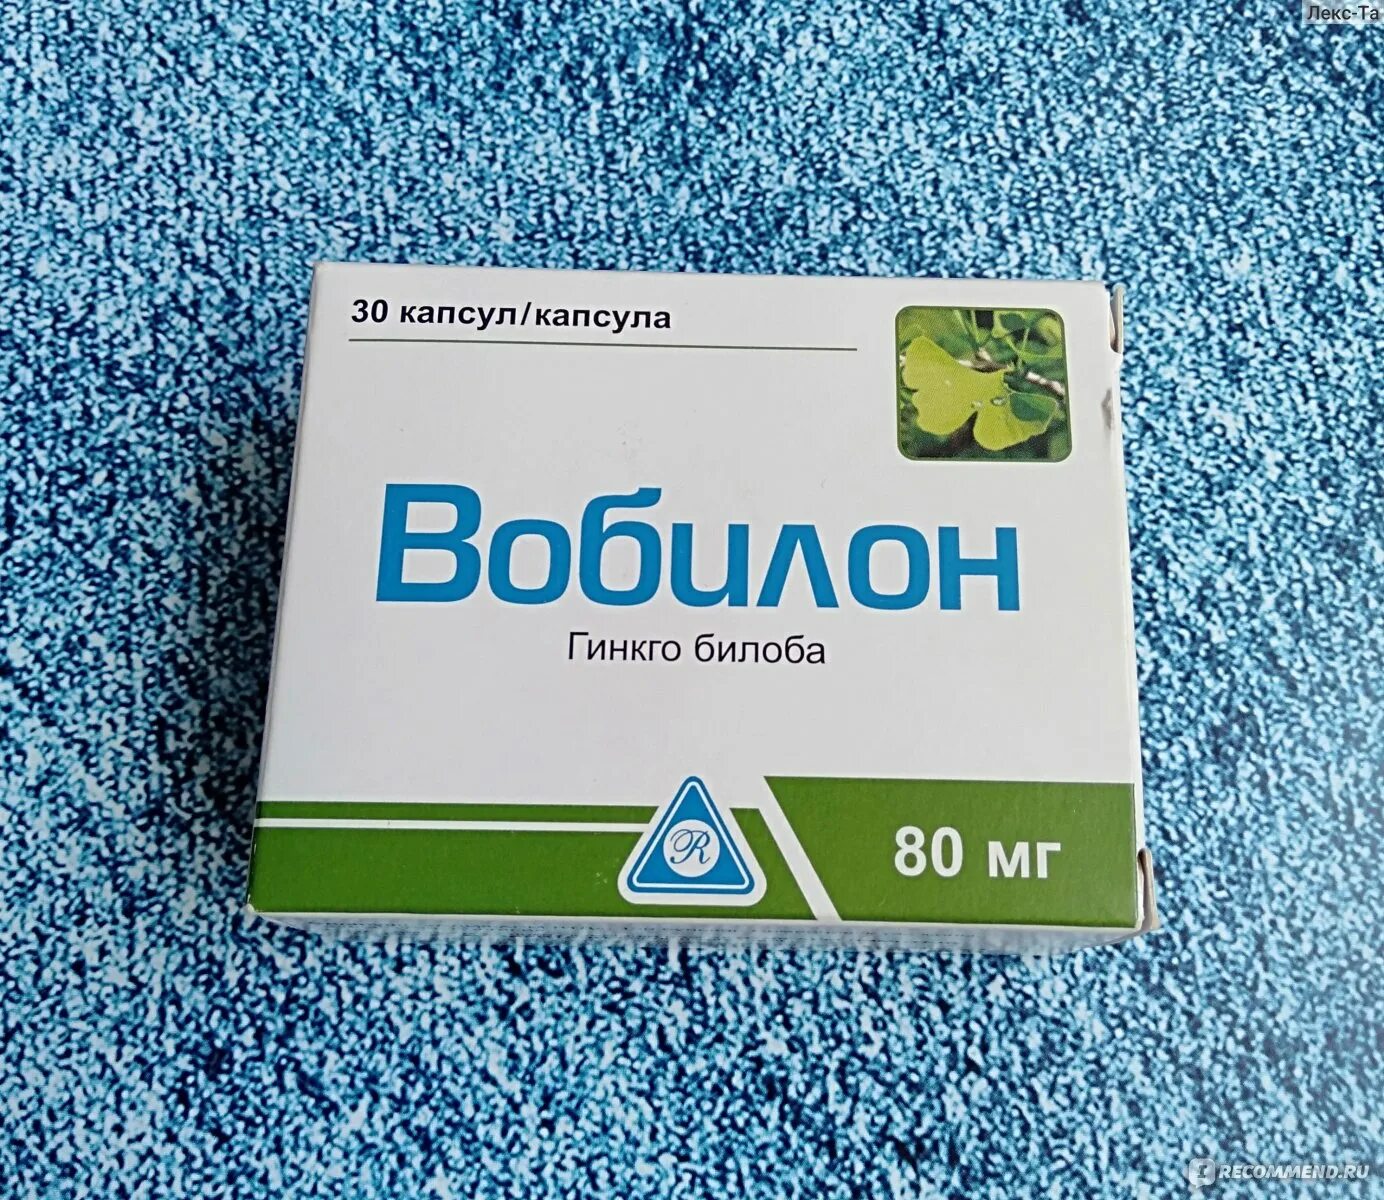 Лекс-Та
30 капсул/капсула
Вобилон
Гинкго билоба
R
80 мг
RECOMMEND.RU